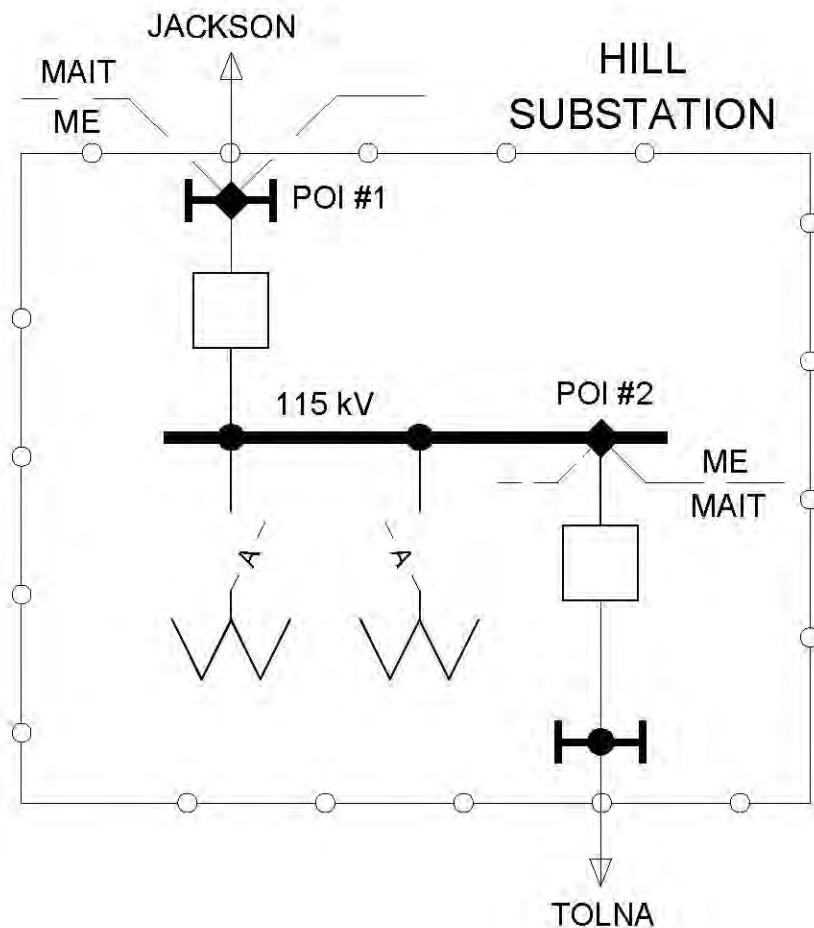 JACKSON
HILL
SUBSTATION
MAIT
ME
POI #1
115 kV
POI #2
ME
MAIT
A
A
TOLNA